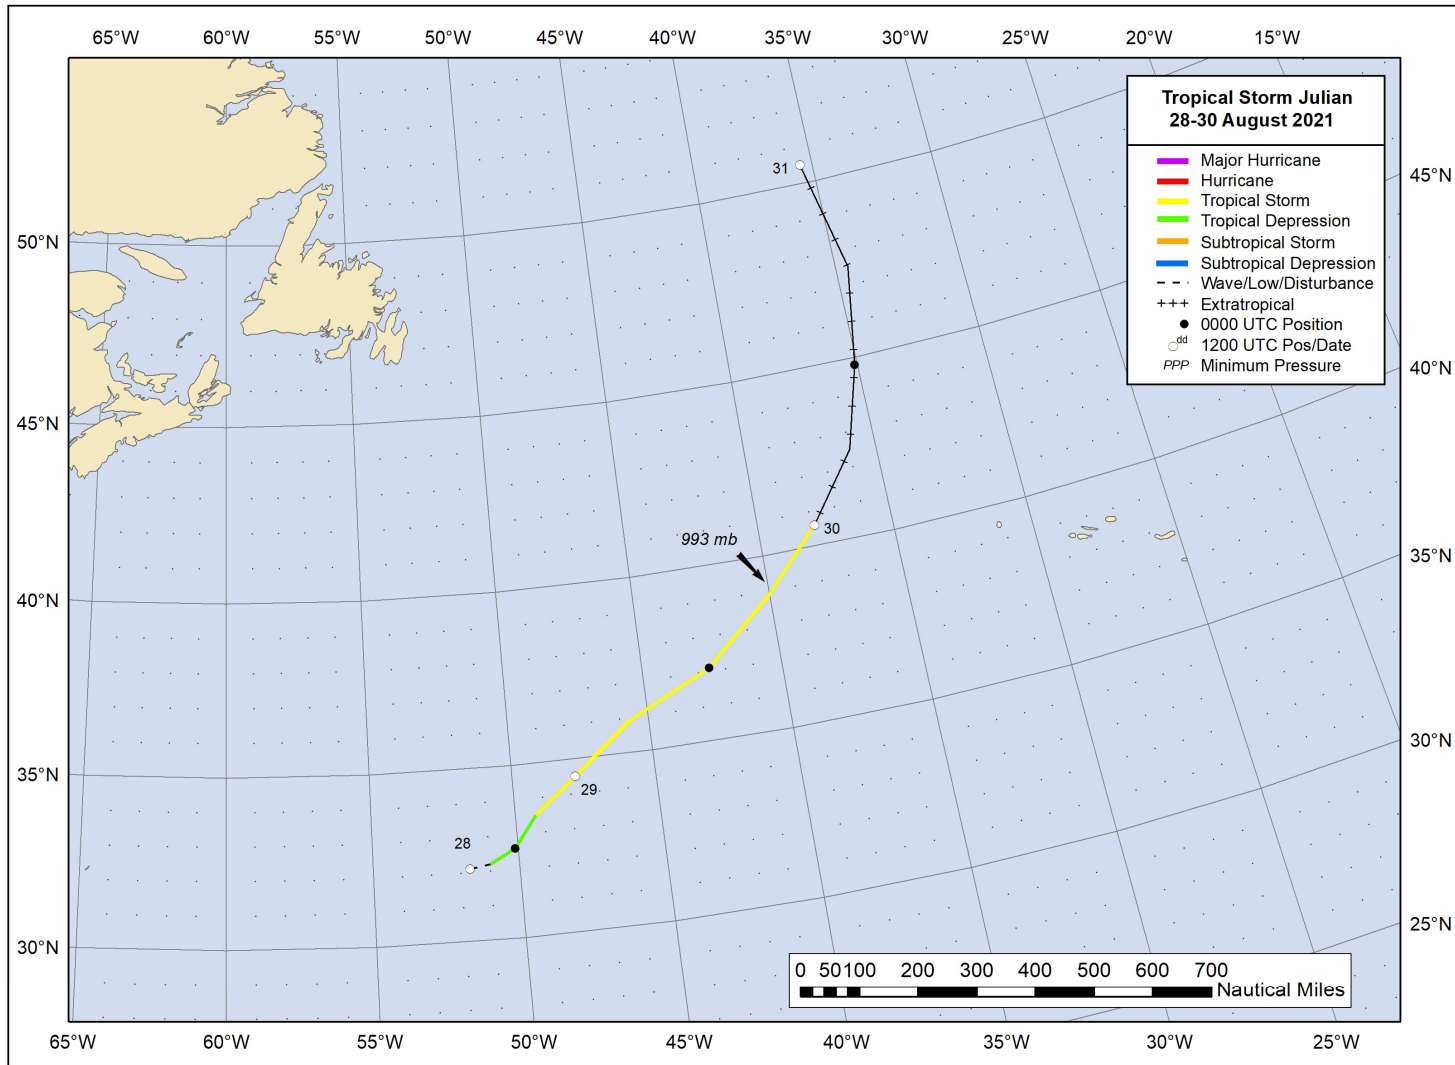 65°W 60°W 55°W 50°W 45°W 40°W 35°W 30°W 25°W 20°W 15°W
Tropical Storm Julian
28-30 August 2021
Major Hurricane
Hurricane
Tropical Storm
Tropical Depression
Subtropical Storm
Subtropical Depression
Wave/Low/Disturbance
+++ Extratropical
0000 UTC Position
dd 1200 UTC Pos/Date
PPP Minimum Pressure
50°N
45°N
40°N
35°N
30°N
45°N
40°N
35°N
30°N
25°N
31
30
993 mb
29
28
0 50 100 200 300 400 500 600 700
Nautical Miles
65°W 60°W 55°W 50°W 45°W 40°W 35°W 30°W 25°W